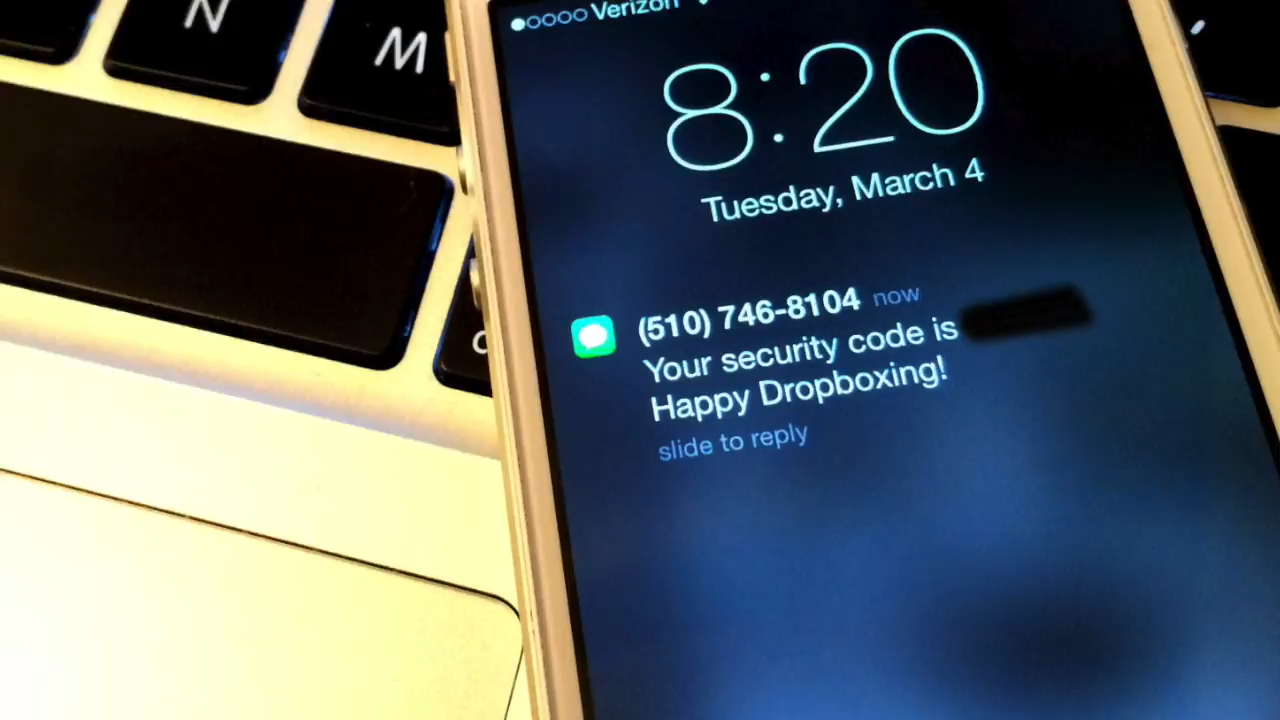 N
M
Verizon
8:20
Tuesday, March 4
(510) 746-8104 now
Your security code is
Happy Dropboxing!
slide to reply